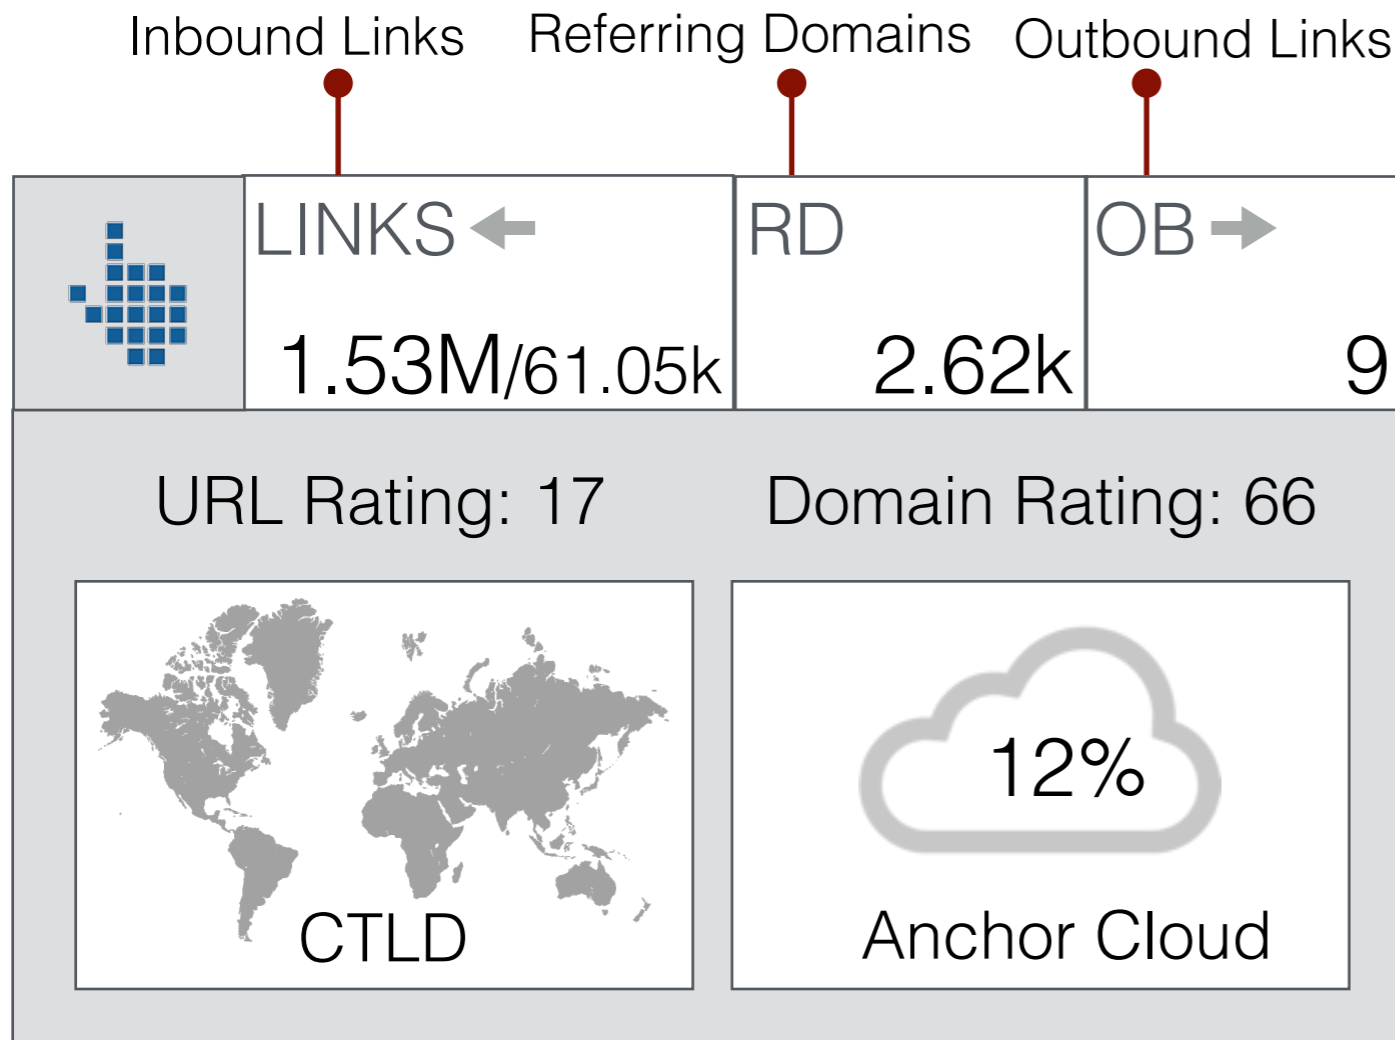 Inbound Links
Referring Domains
Outbound Links
LINKS
RD
OB
1.53M/61.05k
2.62k
9
URL Rating: 17
Domain Rating: 66
CTLD
12%
Anchor Cloud